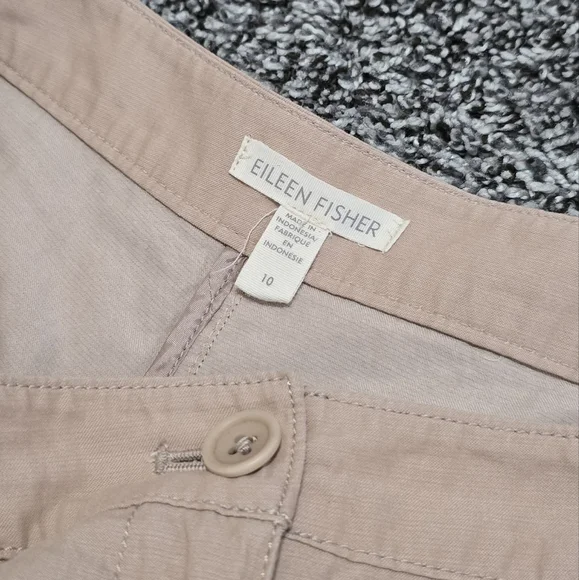 EILEEN FISHER
MADE IN
INDONESIA/
FABRIQUE
EN
INDONESIE
10